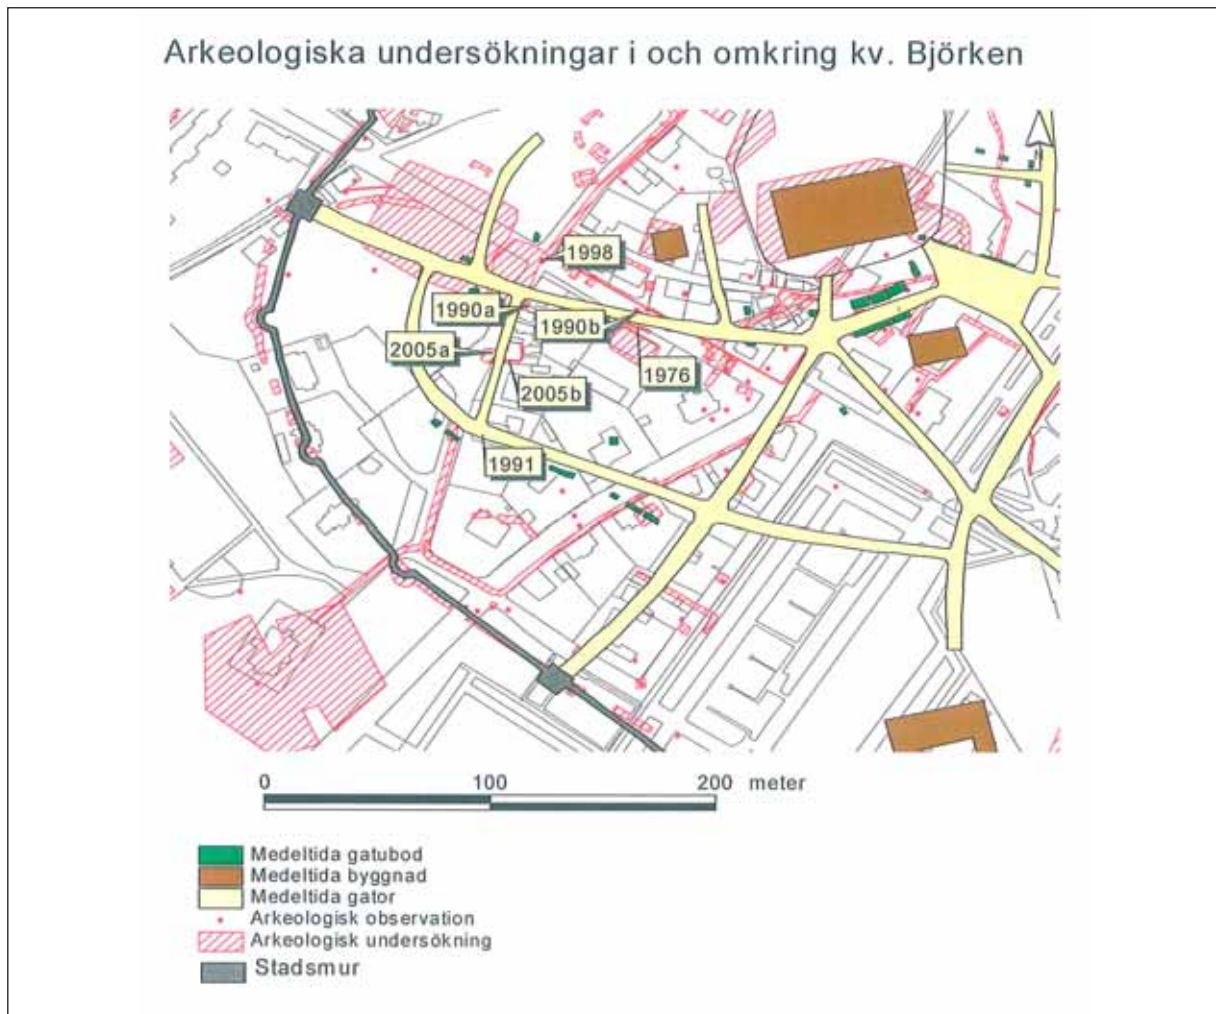 Arkeologiska undersökningar i och omkring kv. Björken
1998
1990a
1990b
2005a
1976
2005b
1991
0 100 200 meter
Medeltida gatubod
Medeltida byggnad
Medeltida gator
Arkeologisk observation
Arkeologisk undersökning
Stadsmur